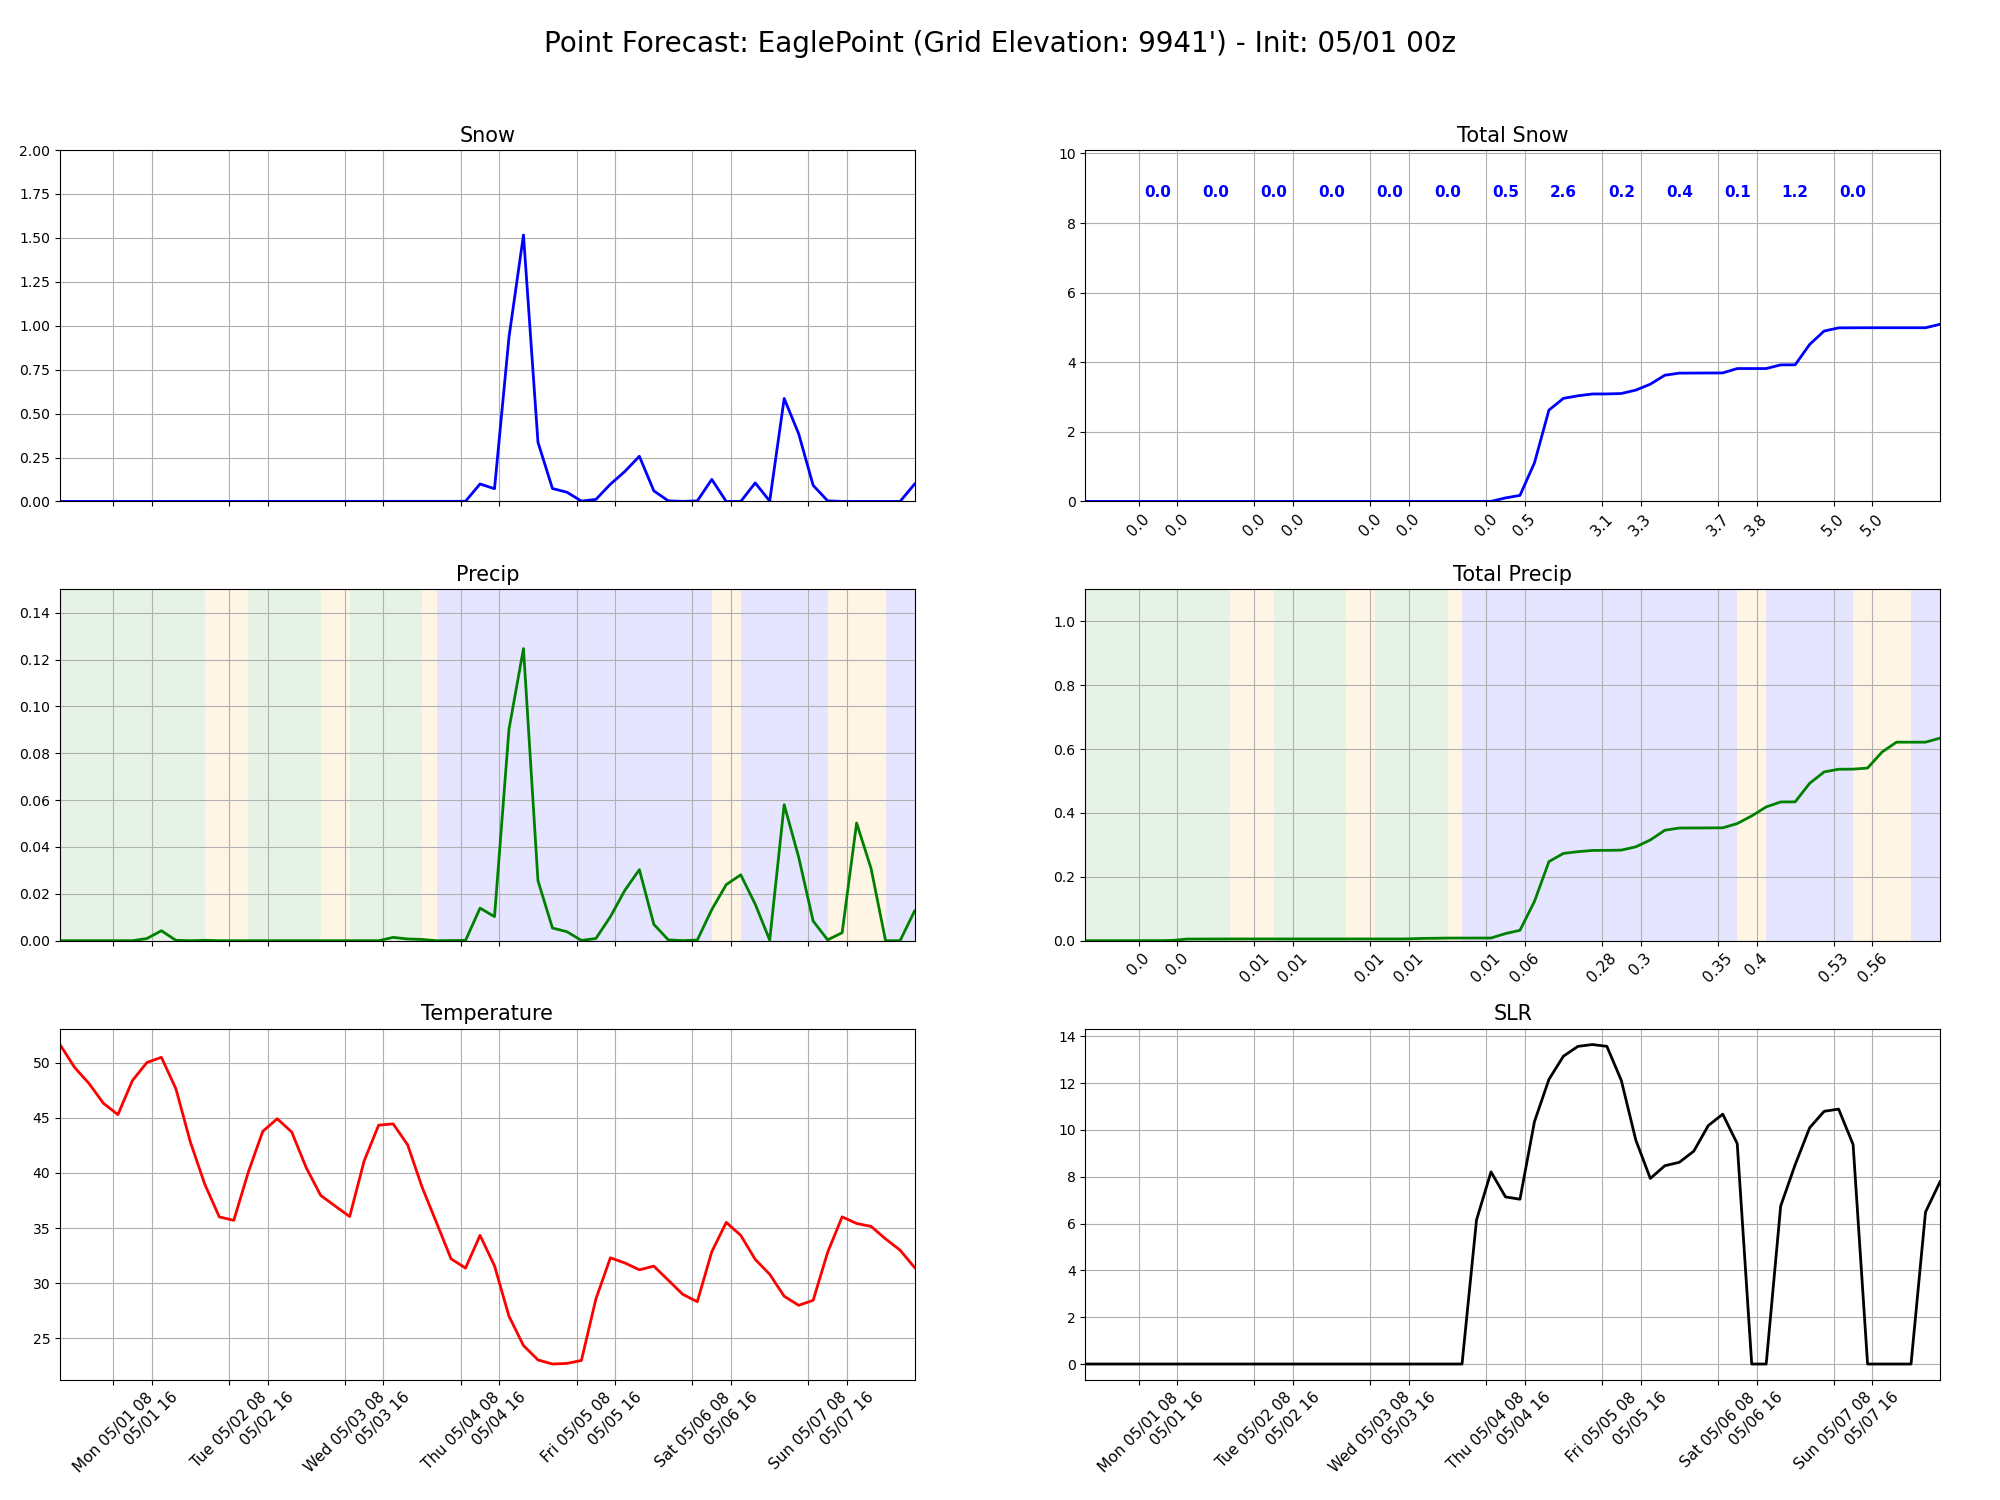 Point Forecast: EaglePoint (Grid Elevation: 9941') - Init: 05/01 00z
Snow
2.00
1.75
1.50
1.25
1.00
0.75
0.50
0.25
0.00
Total Snow
10
8
6
4
2
0
0.0 0.0 0.0 0.0 0.0 0.0 0.5 2.6 0.2 0.4 0.1 1.2 0.0
0.0 0.0 0.0 0.0 0.0 0.0 0.0 0.5 3.1 3.3 3.7 3.8 5.0 5.0
Precip
0.14
0.12
0.10
0.08
0.06
0.04
0.02
0.00
Total Precip
1.0
0.8
0.6
0.4
0.2
0.0
0.0 0.0 0.01 0.01 0.01 0.01 0.01 0.06 0.28 0.3 0.35 0.4 0.53 0.56
Temperature
50
45
40
35
30
25
Mon 05/01 08
05/01 16
Tue 05/02 08
05/02 16
Wed 05/03 08
05/03 16
Thu 05/04 08
05/04 16
Fri 05/05 08
05/05 16
Sat 05/06 08
05/06 16
Sun 05/07 08
05/07 16
SLR
14
12
10
8
6
4
2
0
Mon 05/01 08
05/01 16
Tue 05/02 08
05/02 16
Wed 05/03 08
05/03 16
Thu 05/04 08
05/04 16
Fri 05/05 08
05/05 16
Sat 05/06 08
05/06 16
Sun 05/07 08
05/07 16